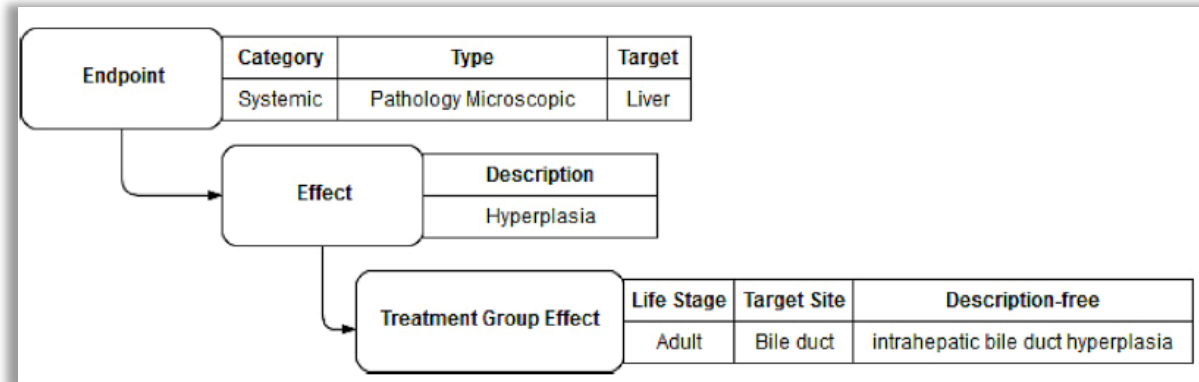 Endpoint
Category Type Target
Systemic Pathology Microscopic Liver
Effect
Description
Hyperplasia
Treatment Group Effect
Life Stage Target Site Description-free
Adult Bile duct intrahepatic bile duct hyperplasia